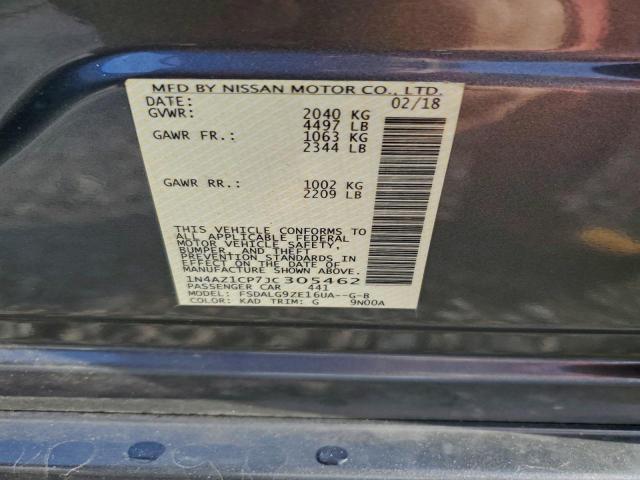 MFD BY NISSAN MOTOR CO., LTD.
DATE: 02/18
GVWR: 2040 KG
4497 LB
GAWR FR.: 1063 KG
2344 LB
GAWR RR.: 1002 KG
2209 LB
THIS VEHICLE CONFORMS TO
ALL APPLICABLE FEDERAL
MOTOR VEHICLE SAFETY,
BUMPER, AND THEFT
PREVENTION STANDARDS
IN EFFECT ON THE DATE OF
MANUFACTURE SHOWN ABOVE.
1N4AZ1CP7JC305462
PASSENGER CAR 441
MODEL: FSDALG9ZE16UA--G-B
COLOR: KAD TRIM: G 9N00A